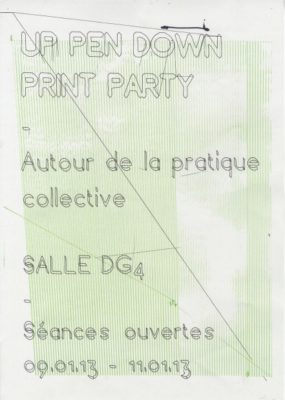 UP PEN DOWN
PRINT PARTY
-
Autour de la pratique
collective
SALLE DG4
-
Séances ouvertes
09.01.13 - 11.01.13